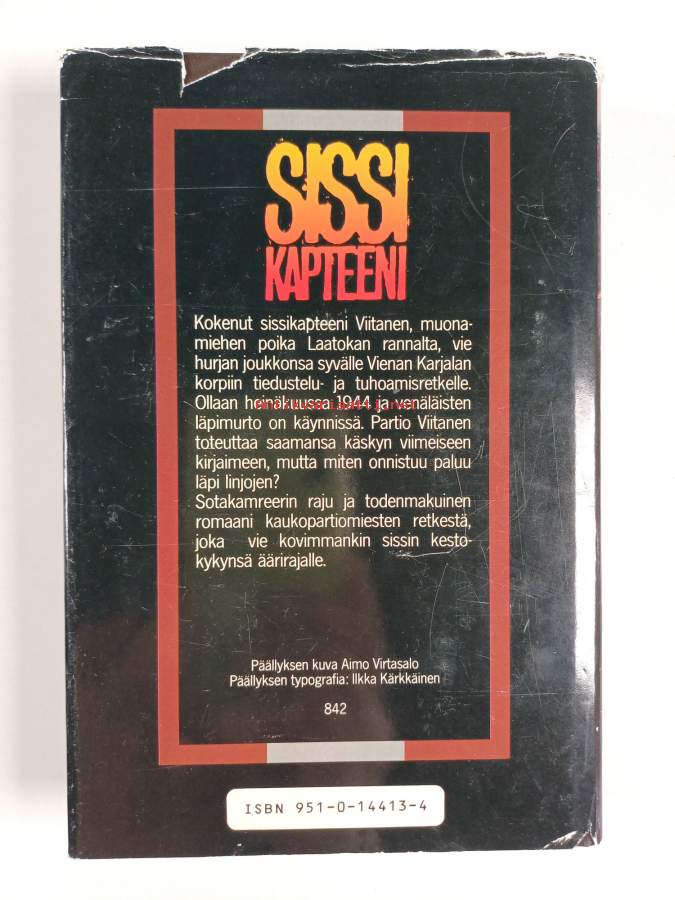 SISSI
KAPTEENI
Kokenut sissikapteeni Viitanen, muona-
miehen poika Laatokan rannalta, vie
hurjan joukkonsa syvälle Vienan Karjalan
korpiin tiedustelu- ja tuhoamisretkelle.
Ollaan heinäkuussa 1944 ja venäläisten
läpimurto on käynnissä. Partio Viitanen
toteuttaa saamansa käskyn viimeiseen
kirjaimeen, mutta miten onnistuu paluu
läpi linjojen?
Sotakamreerin raju ja todenmakuinen
romaani kaukopartiomiesten retkestä,
joka vie kovimmankin sissin kesto-
kykynsä äärirajalle.
Päällyksen kuva Aimo Virtasalo
Päällyksen typografia: Ilkka Kärkkäinen
842
ISBN 951-0-14413-4